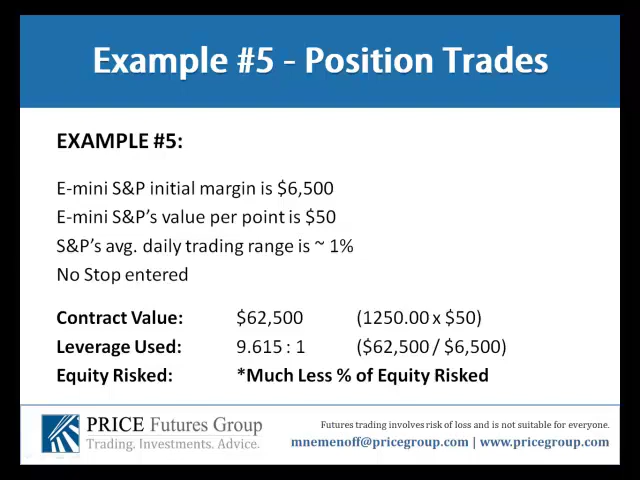 Example #5 - Position Trades
EXAMPLE #5:
E-mini S&P initial margin is $6,500
E-mini S&P's value per point is $50
S&P's avg. daily trading range is ~ 1%
No Stop entered
Contract Value: $62,500 (1250.00 x $50)
Leverage Used: 9.615 : 1 ($62,500 / $6,500)
Equity Risked: *Much Less % of Equity Risked
PRICE Futures Group
Trading. Investments. Advice.
Futures trading involves risk of loss and is not suitable for everyone.
mnemenoff@pricegroup.com | www.pricegroup.com